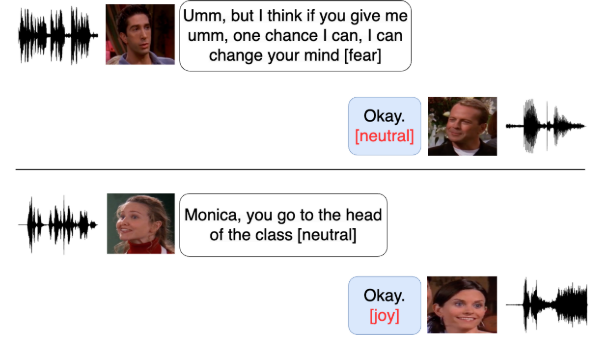 Umm, but I think if you give me
umm, one chance I can, I can
change your mind [fear]
Okay.
[neutral]
Monica, you go to the head
of the class [neutral]
Okay.
[joy]